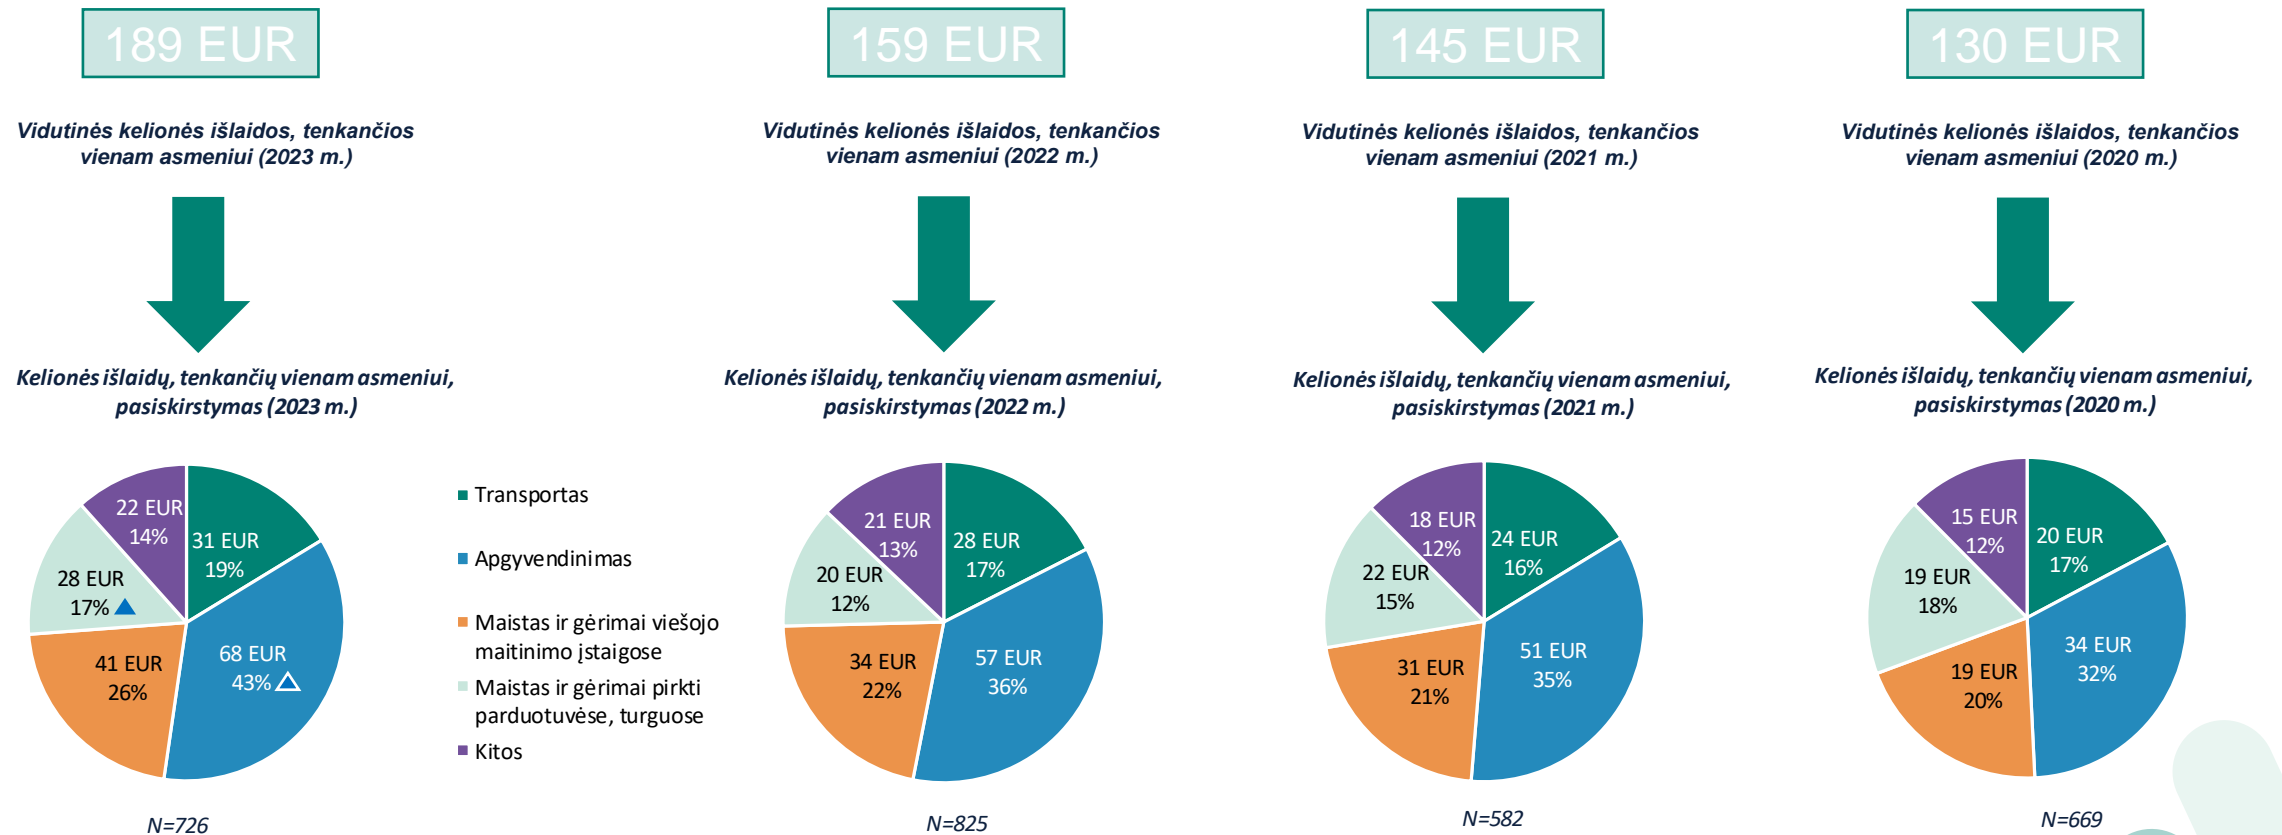 189 EUR
Vidutinės kelionės išlaidos, tenkančios
vienam asmeniui (2023 m.)
Kelionės išlaidų, tenkančių vienam asmeniui,
pasiskirstymas (2023 m.)
22 EUR
14%
31 EUR
19%
28 EUR
17%
68 EUR
43%
41 EUR
26%
N=726
Transportas
Apgyvendinimas
Maistas ir gėrimai viešojo
maitinimo įstaigose
Maistas ir gėrimai pirkti
parduotuvėse, turguose
Kitos
159 EUR
Vidutinės kelionės išlaidos, tenkančios
vienam asmeniui (2022 m.)
Kelionės išlaidų, tenkančių vienam asmeniui,
pasiskirstymas (2022 m.)
21 EUR
13%
28 EUR
17%
20 EUR
12%
57 EUR
36%
34 EUR
22%
N=825
145 EUR
Vidutinės kelionės išlaidos, tenkančios
vienam asmeniui (2021 m.)
Kelionės išlaidų, tenkančių vienam asmeniui,
pasiskirstymas (2021 m.)
18 EUR
12%
24 EUR
16%
22 EUR
15%
51 EUR
35%
31 EUR
21%
N=582
130 EUR
Vidutinės kelionės išlaidos, tenkančios
vienam asmeniui (2020 m.)
Kelionės išlaidų, tenkančių vienam asmeniui,
pasiskirstymas (2020 m.)
15 EUR
12%
20 EUR
17%
19 EUR
18%
34 EUR
32%
19 EUR
20%
N=669